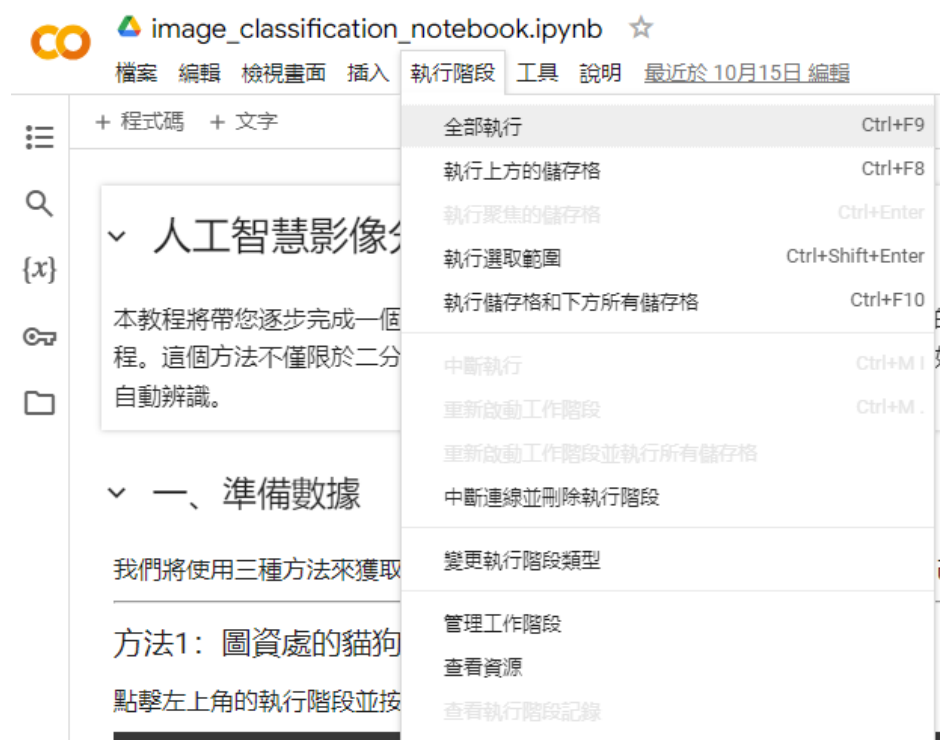 image_classification_notebook.ipynb
檔案 編輯 檢視畫面 插入 執行階段 工具 說明 最近於 10月15日 編輯
+ 程式碼 + 文字
全部執行 Ctrl+F9
執行上方的儲存格 Ctrl+F8
執行聚焦的儲存格 Ctrl+Enter
執行選取範圍 Ctrl+Shift+Enter
執行儲存格和下方所有儲存格 Ctrl+F10
中斷執行 Ctrl+M I
重新啟動工作階段 Ctrl+M .
重新啟動工作階段並執行所有儲存格
中斷連線並刪除執行階段
變更執行階段類型
管理工作階段
查看資源
查看執行階段記錄
{x}
人工智慧影像
本教程將帶您逐步完成一個
程。這個方法不僅限於二分
自動辨識。
一、準備數據
我們將使用三種方法來獲取
方法1：圖資處的貓狗
點擊左上角的執行階段並按